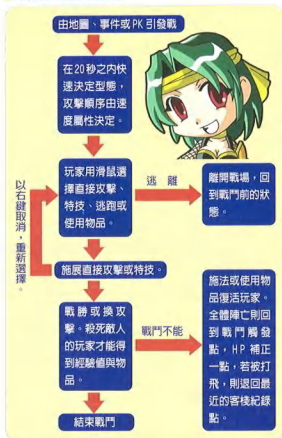 由地圖、事件或PK引發戰
在20秒之內快
速決定型態，
攻擊順序由速
度屬性決定。
玩家用滑鼠選
擇直接攻擊、
特技、逃跑或
使用物品。
逃離
離開戰場，回
到戰鬥前的狀
態。
以右鍵取消，重新選擇。
施展直接攻擊或特技。
戰勝或換攻
擊。殺死敵人
的玩家才能得
到經驗值與物
品。
戰鬥不能
施法或使用物
品復活玩家。
全體陣亡則回
到戰鬥觸發
點，HP補正
一點，若被打
飛，則退回最
近的客棧紀錄
點。
結束戰鬥